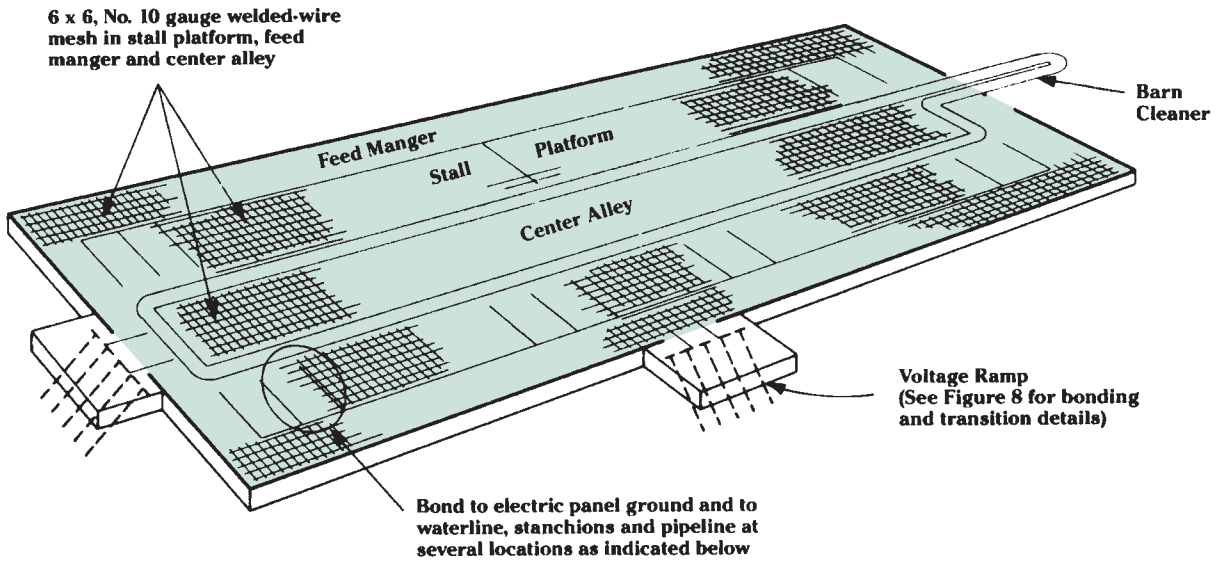 6 x 6, No. 10 gauge welded-wire
mesh in stall platform, feed
manger and center alley
Barn
Cleaner
Feed Manger
Platform
Stall
Center Alley
Voltage Ramp
(See Figure 8 for bonding
and transition details)
Bond to electric panel ground and to
waterline, stanchions and pipeline at
several locations as indicated below